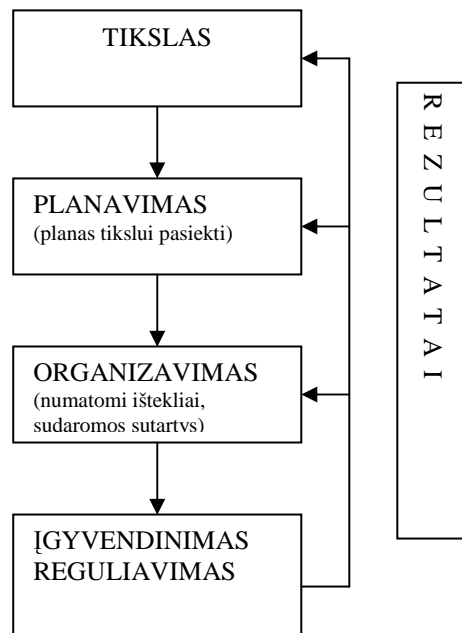 TIKSLAS
PLANAVIMAS
(planas tikslui pasiekti)
ORGANIZAVIMAS
(numatomi ištekliai,
sudaromos sutartys)
ĮGYVENDINIMAS
REGULIAVIMAS
REZULTATAI